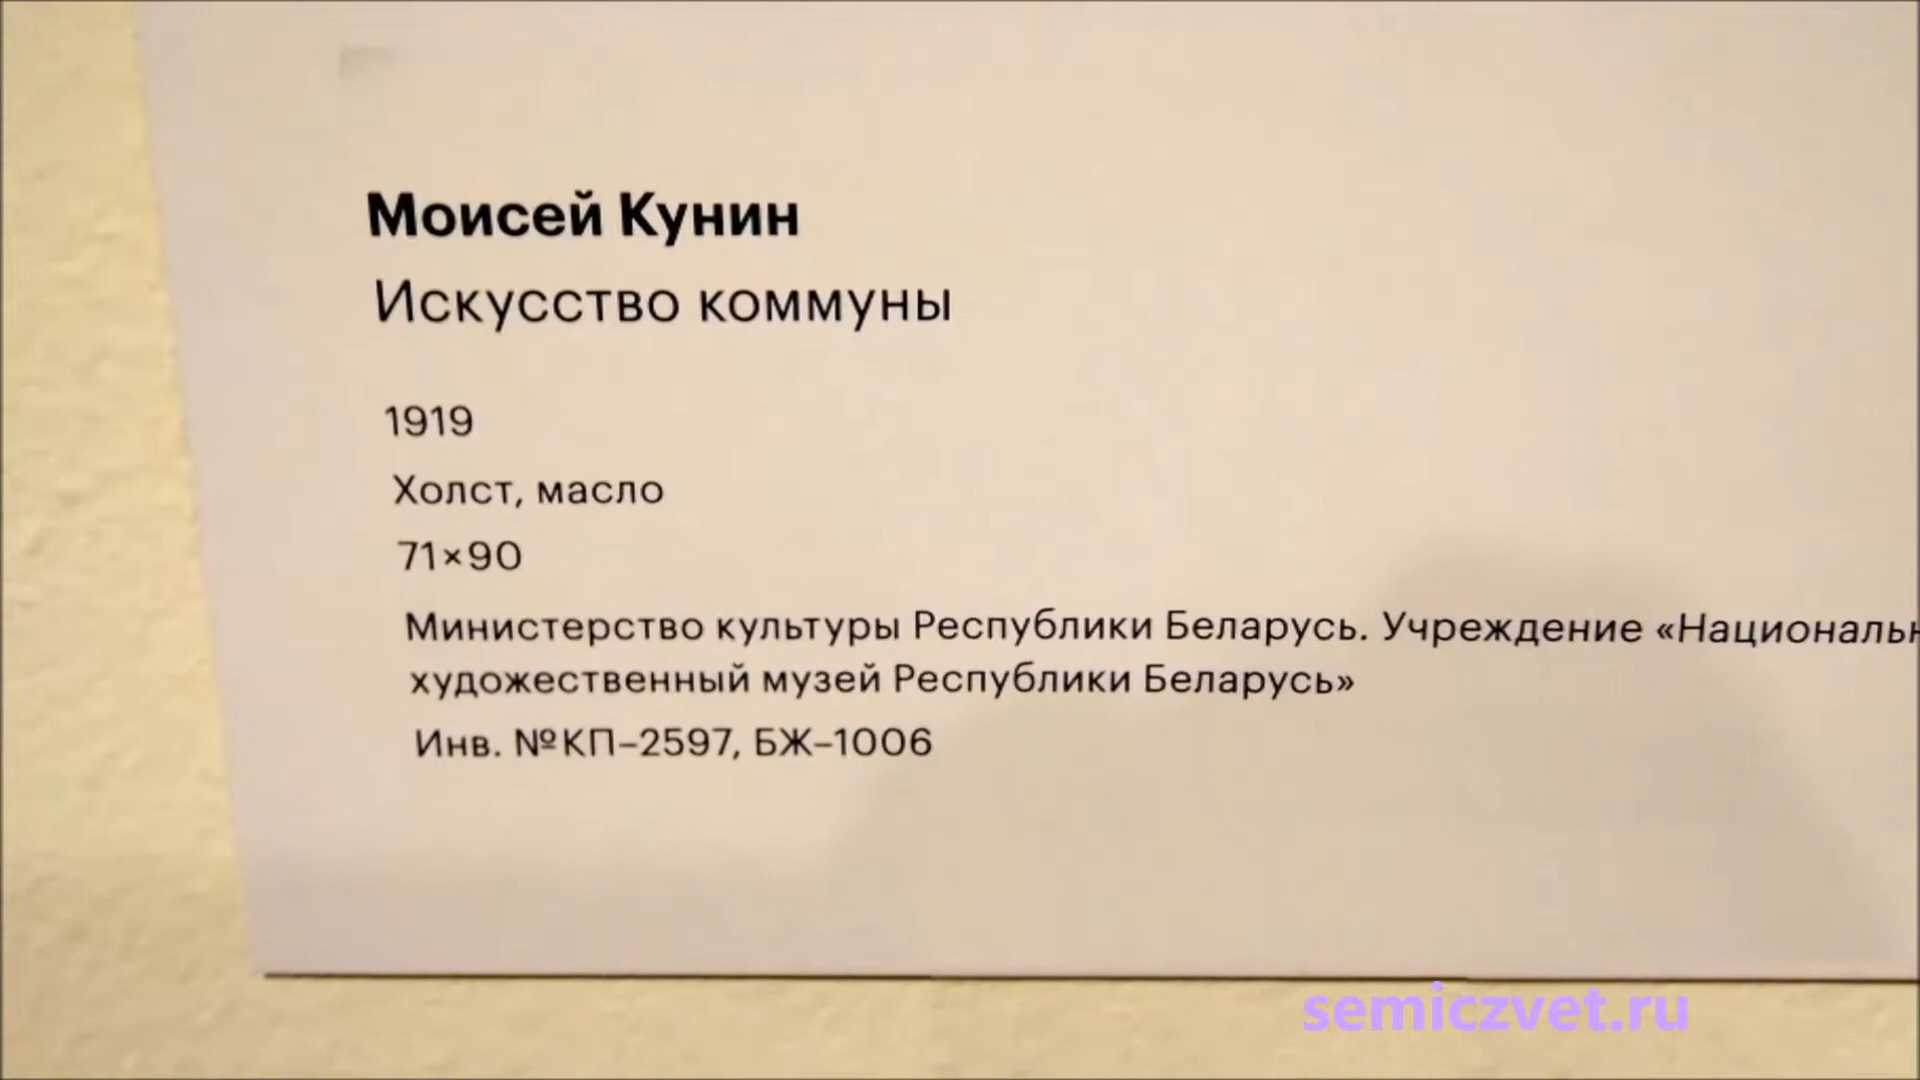 Моисей Кунин
Искусство коммуны
1919
Холст, масло
71×90
Министерство культуры Республики Беларусь. Учреждение «Националь
художественный музей Республики Беларусь»
Инв. №КП–2597, БЖ–1006
semiczvet.ru